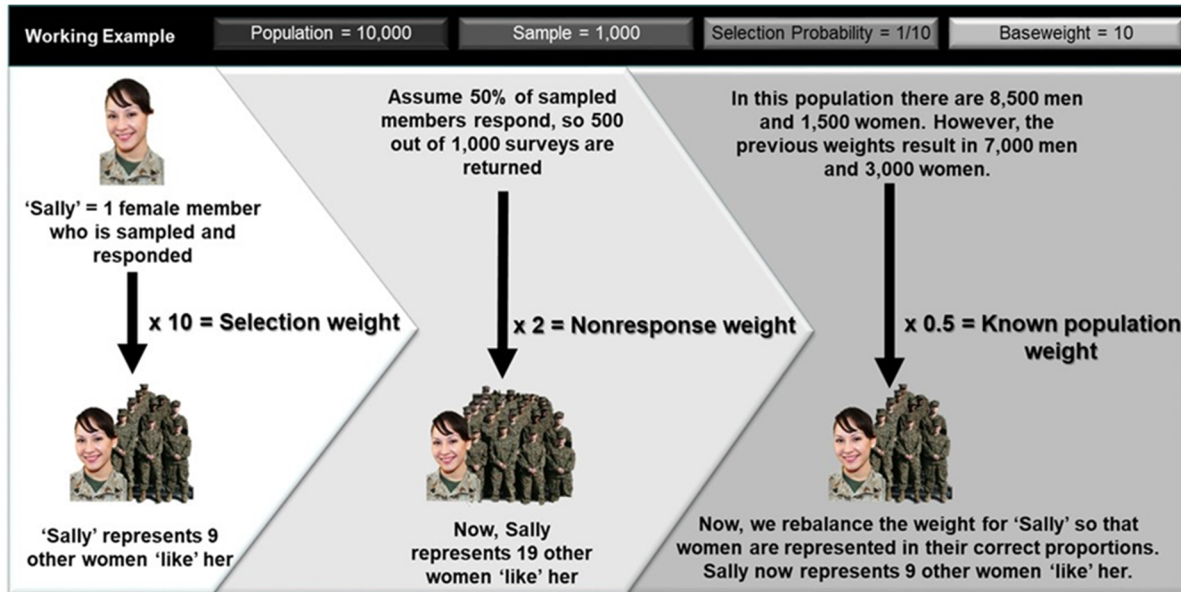 Working Example
Population = 10,000
Sample = 1,000
Selection Probability = 1/10
Baseweight = 10
‘Sally’ = 1 female member
who is sampled and
responded
x 10 = Selection weight
‘Sally’ represents 9
other women ‘like’ her
Assume 50% of sampled
members respond, so 500
out of 1,000 surveys are
returned
x 2 = Nonresponse weight
Now, Sally
represents 19 other
women ‘like’ her
In this population there are 8,500 men
and 1,500 women. However, the
previous weights result in 7,000 men
and 3,000 women.
x 0.5 = Known population
weight
Now, we rebalance the weight for ‘Sally’ so that
women are represented in their correct proportions.
Sally now represents 9 other women ‘like’ her.